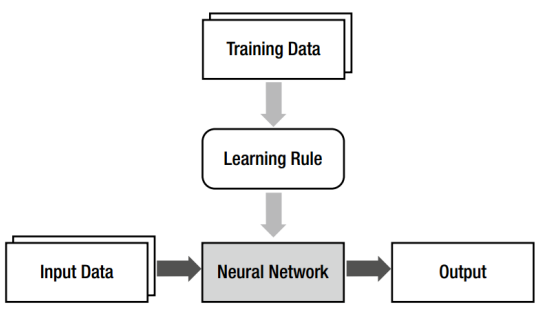 Training Data
Learning Rule
Input Data
Neural Network
Output